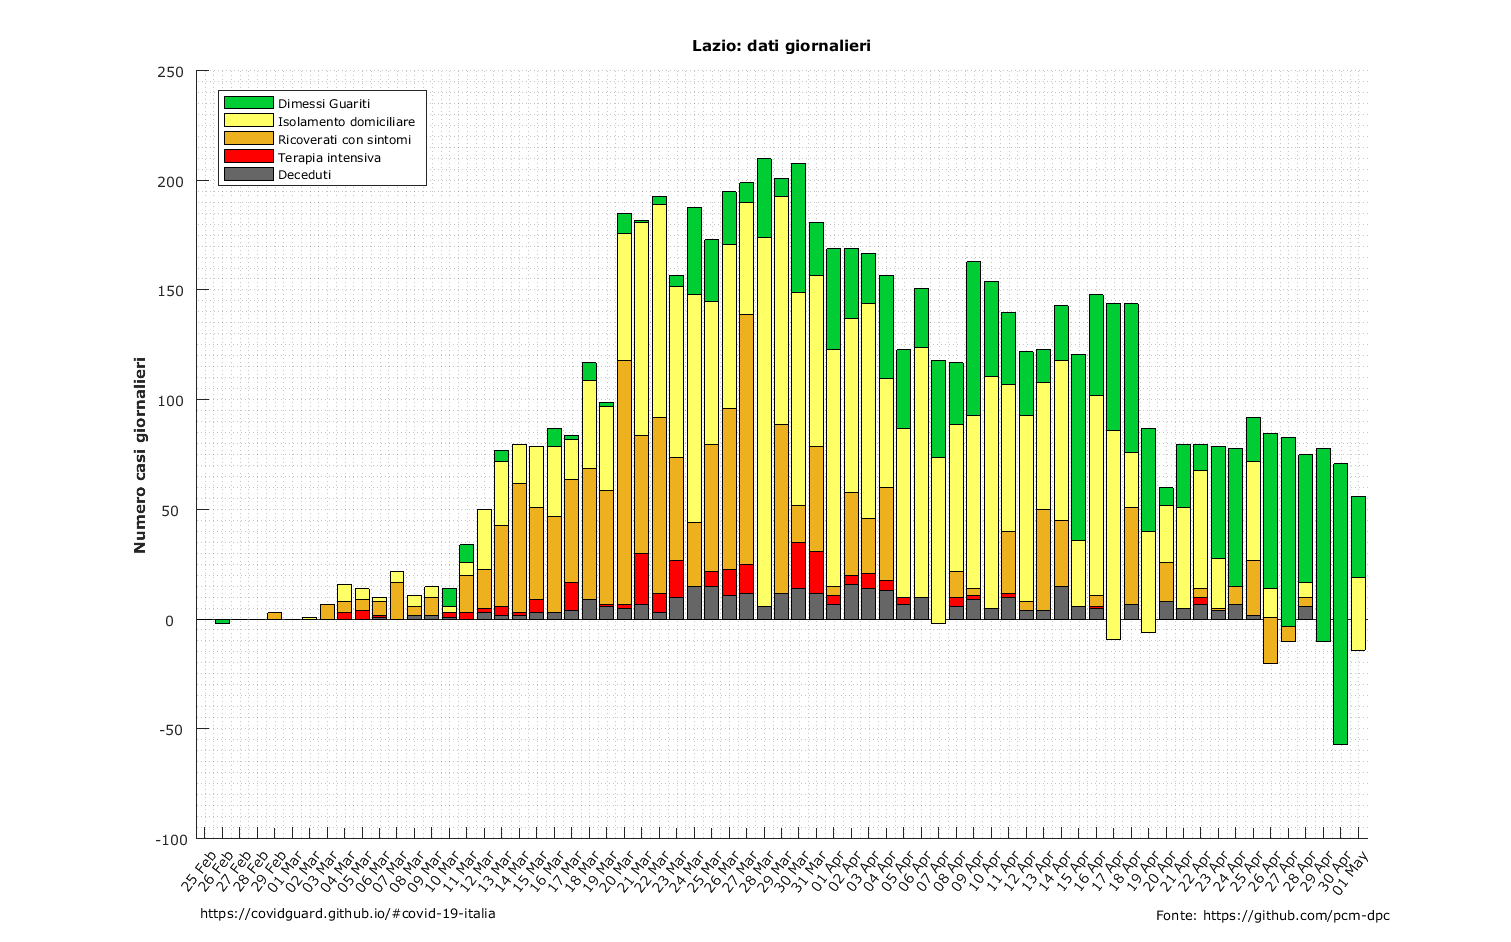 Lazio: dati giornalieri
250
200
150
100
50
0
-50
-100
Numero casi giornalieri
Dimessi Guariti
Isolamento domiciliare
Ricoverati con sintomi
Terapia intensiva
Deceduti
25 Feb
26 Feb
27 Feb
28 Feb
29 Feb
01 Mar
02 Mar
03 Mar
04 Mar
05 Mar
06 Mar
07 Mar
08 Mar
09 Mar
10 Mar
11 Mar
12 Mar
13 Mar
14 Mar
15 Mar
16 Mar
17 Mar
18 Mar
19 Mar
20 Mar
21 Mar
22 Mar
23 Mar
24 Mar
25 Mar
26 Mar
27 Mar
28 Mar
29 Mar
30 Mar
31 Mar
01 Apr
02 Apr
03 Apr
04 Apr
05 Apr
06 Apr
07 Apr
08 Apr
09 Apr
10 Apr
11 Apr
12 Apr
13 Apr
14 Apr
15 Apr
16 Apr
17 Apr
18 Apr
19 Apr
20 Apr
21 Apr
22 Apr
23 Apr
24 Apr
25 Apr
26 Apr
27 Apr
28 Apr
29 Apr
30 Apr
01 May
https://covidguard.github.io/#covid-19-italia
Fonte: https://github.com/pcm-dpc